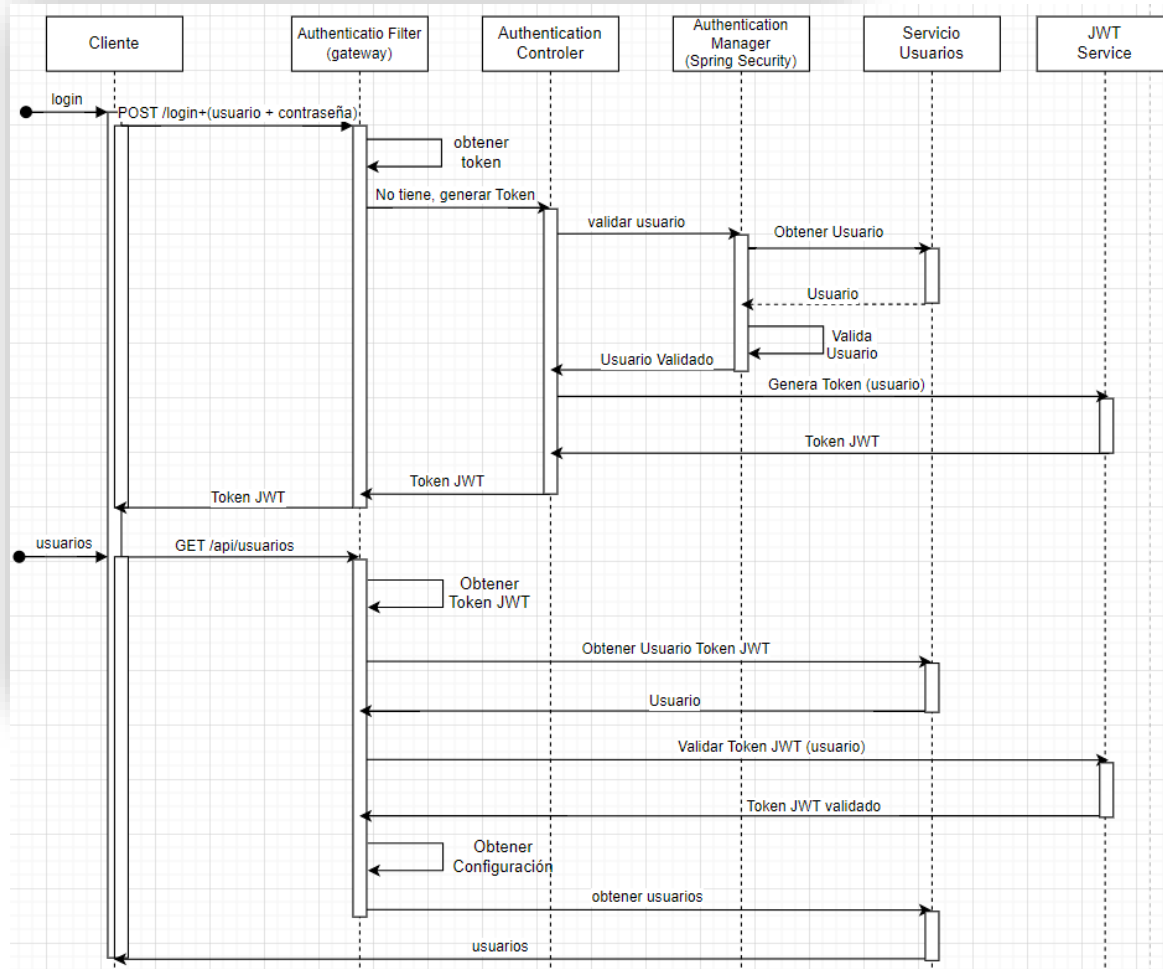 Cliente
Authenticatio Filter
(gateway)
Authentication
Controler
Authentication
Manager
(Spring Security)
Servicio
Usuarios
JWT
Service
login
POST /login+(usuario + contraseña)
obtener
token
No tiene, generar Token
validar usuario
Obtener Usuario
Usuario
Valida
Usuario
Usuario Validado
Genera Token (usuario)
Token JWT
Token JWT
Token JWT
usuarios
GET /api/usuarios
Obtener
Token JWT
Obtener Usuario Token JWT
Usuario
Validar Token JWT (usuario)
Token JWT validado
Obtener
Configuración
obtener usuarios
usuarios